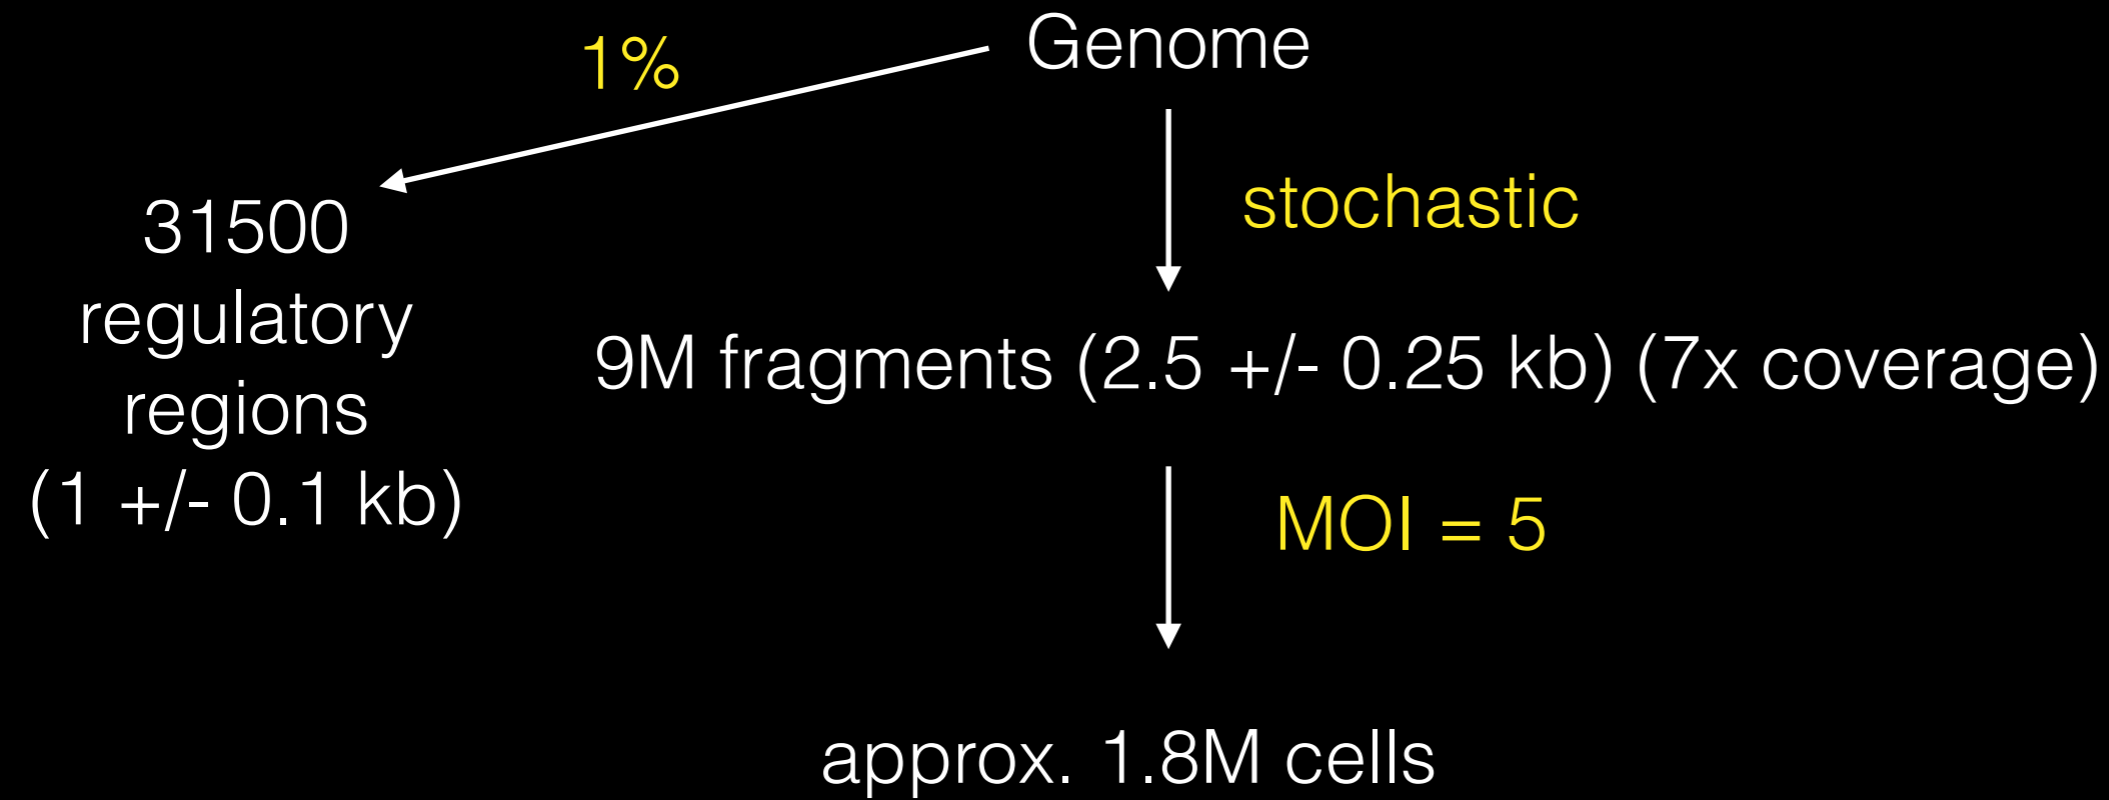 Genome
1%
31500
regulatory
regions
(1 +/- 0.1 kb)
stochastic
9M fragments (2.5 +/- 0.25 kb) (7x coverage)
MOI = 5
approx. 1.8M cells